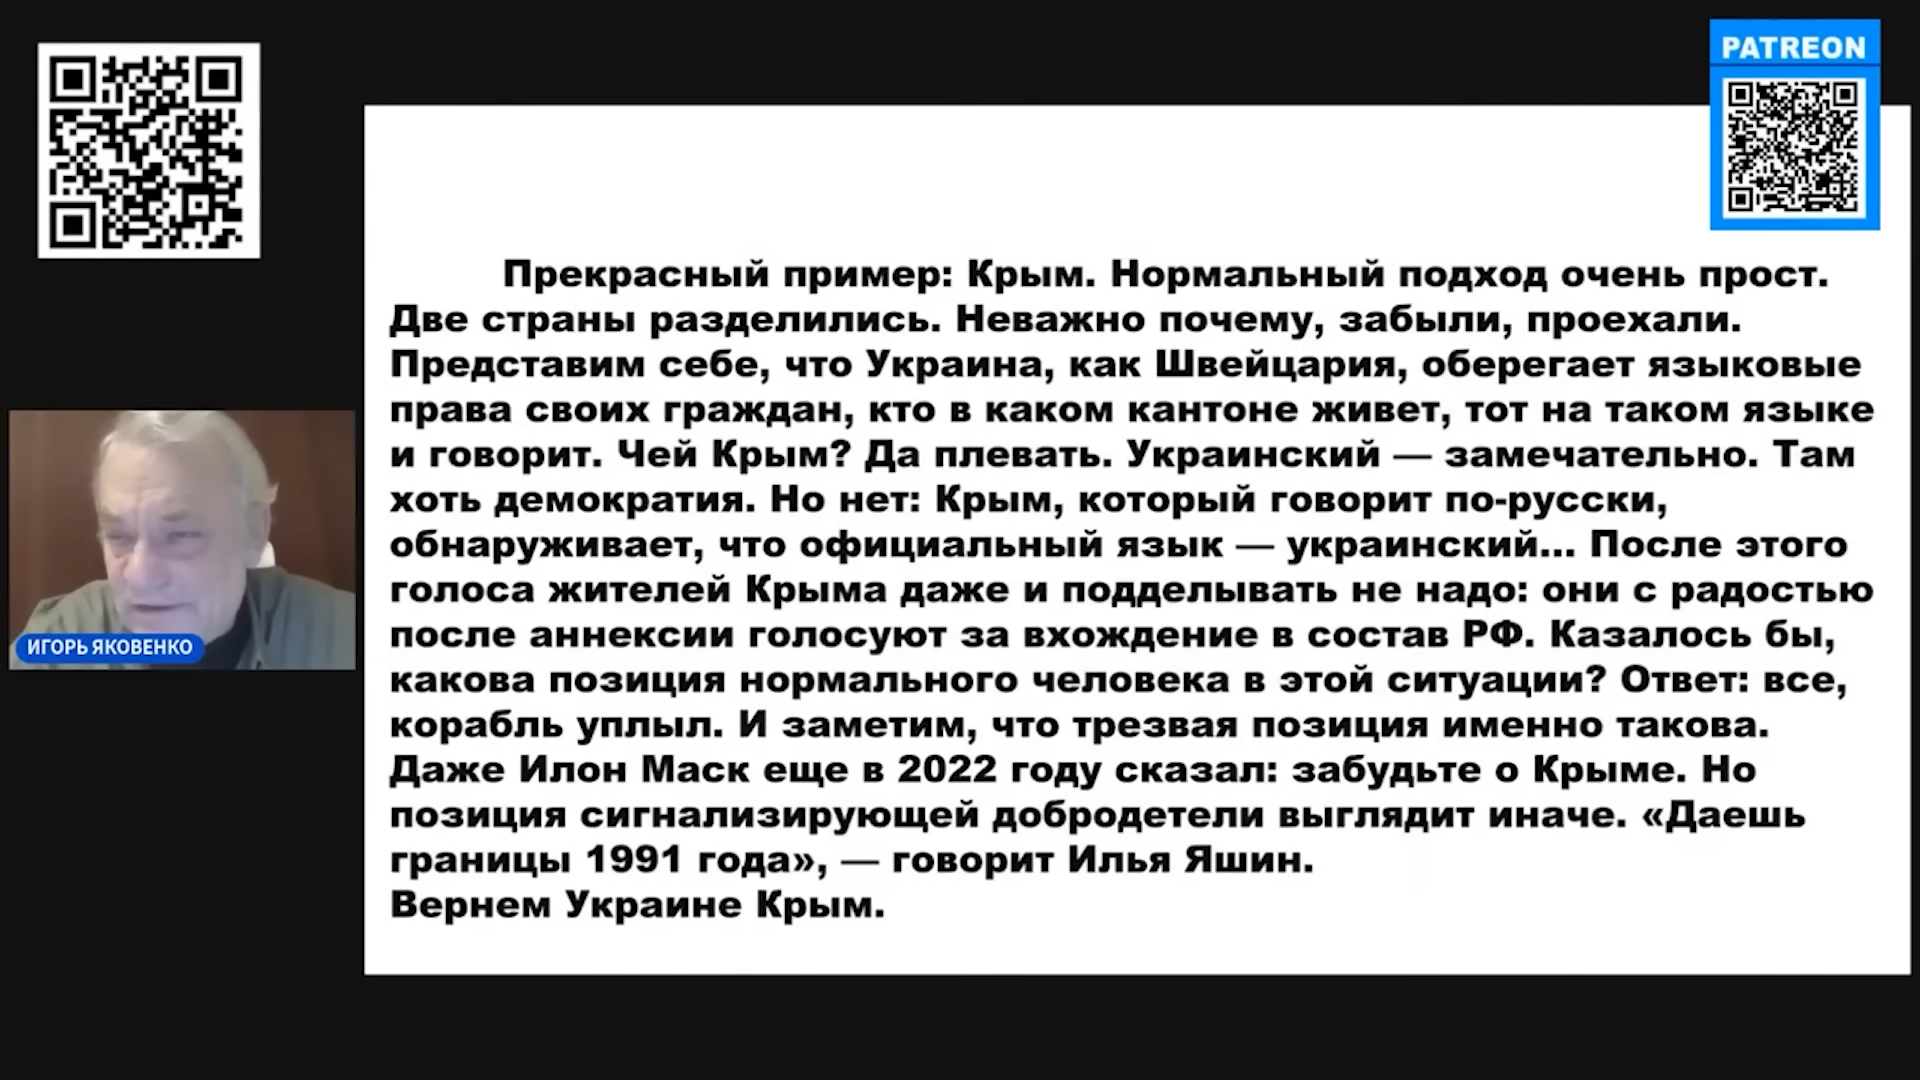 PATREON
Прекрасный пример: Крым. Нормальный подход очень прост.
Две страны разделились. Неважно почему, забыли, проехали.
Представим себе, что Украина, как Швейцария, оберегает языковые
права своих граждан, кто в каком кантоне живет, тот на таком языке
и говорит. Чей Крым? Да плевать. Украинский — замечательно. Там
хоть демократия. Но нет: Крым, который говорит по-русски,
обнаруживает, что официальный язык — украинский... После этого
голоса жителей Крыма даже и подделывать не надо: они с радостью
после аннексии голосуют за вхождение в состав РФ. Казалось бы,
какова позиция нормального человека в этой ситуации? Ответ: все,
корабль уплыл. И заметим, что трезвая позиция именно такова.
Даже Илон Маск еще в 2022 году сказал: забудьте о Крыме. Но
позиция сигнализирующей добродетели выглядит иначе. «Даешь
границы 1991 года», — говорит Илья Яшин.
Вернем Украине Крым.
ИГОРЬ ЯКОВЕНКО